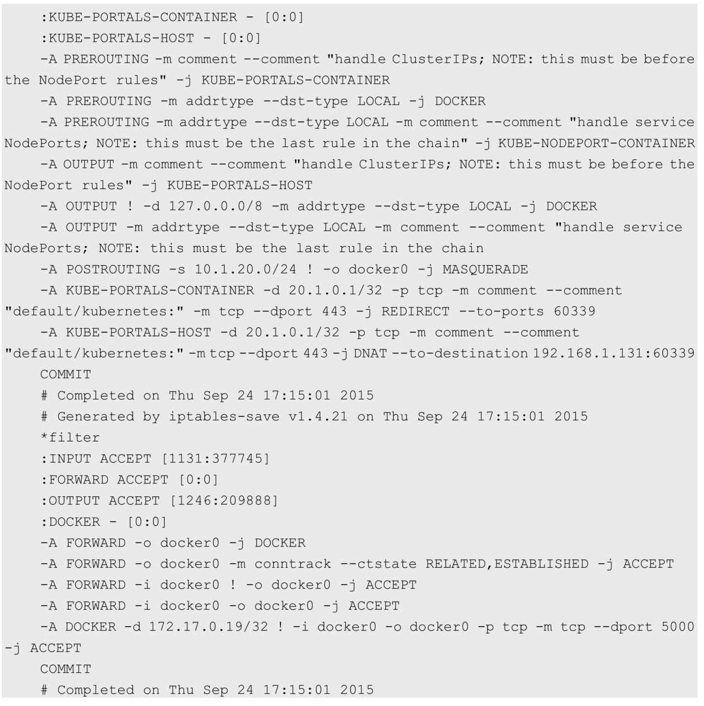 :KUBE-PORTALS-CONTAINER - [0:0]
:KUBE-PORTALS-HOST - [0:0]
-A PREROUTING -m comment --comment "handle ClusterIPs; NOTE: this must be before
the NodePort rules" -j KUBE-PORTALS-CONTAINER
-A PREROUTING -m addrtype --dst-type LOCAL -j DOCKER
-A PREROUTING -m addrtype --dst-type LOCAL -m comment --comment "handle service
NodePorts; NOTE: this must be the last rule in the chain" -j KUBE-NODEPORT-CONTAINER
-A OUTPUT -m comment --comment "handle ClusterIPs; NOTE: this must be before the
NodePort rules" -j KUBE-PORTALS-HOST
-A OUTPUT ! -d 127.0.0.0/8 -m addrtype --dst-type LOCAL -j DOCKER
-A OUTPUT -m addrtype --dst-type LOCAL -m comment --comment "handle service
NodePorts; NOTE: this must be the last rule in the chain
-A POSTROUTING -s 10.1.20.0/24 ! -o docker0 -j MASQUERADE
-A KUBE-PORTALS-CONTAINER -d 20.1.0.1/32 -p tcp -m comment --comment
"default/kubernetes:" -m tcp --dport 443 -j REDIRECT --to-ports 60339
-A KUBE-PORTALS-HOST -d 20.1.0.1/32 -p tcp -m comment --comment
"default/kubernetes:" -m tcp --dport 443 -j DNAT --to-destination 192.168.1.131:60339
COMMIT
# Completed on Thu Sep 24 17:15:01 2015
# Generated by iptables-save v1.4.21 on Thu Sep 24 17:15:01 2015
*filter
:INPUT ACCEPT [1131:377745]
:FORWARD ACCEPT [0:0]
:OUTPUT ACCEPT [1246:209888]
:DOCKER - [0:0]
-A FORWARD -o docker0 -j DOCKER
-A FORWARD -o docker0 -m conntrack --ctstate RELATED,ESTABLISHED -j ACCEPT
-A FORWARD -i docker0 ! -o docker0 -j ACCEPT
-A FORWARD -i docker0 -o docker0 -j ACCEPT
-A DOCKER -d 172.17.0.19/32 ! -i docker0 -o docker0 -p tcp -m tcp --dport 5000
-j ACCEPT
COMMIT
# Completed on Thu Sep 24 17:15:01 2015